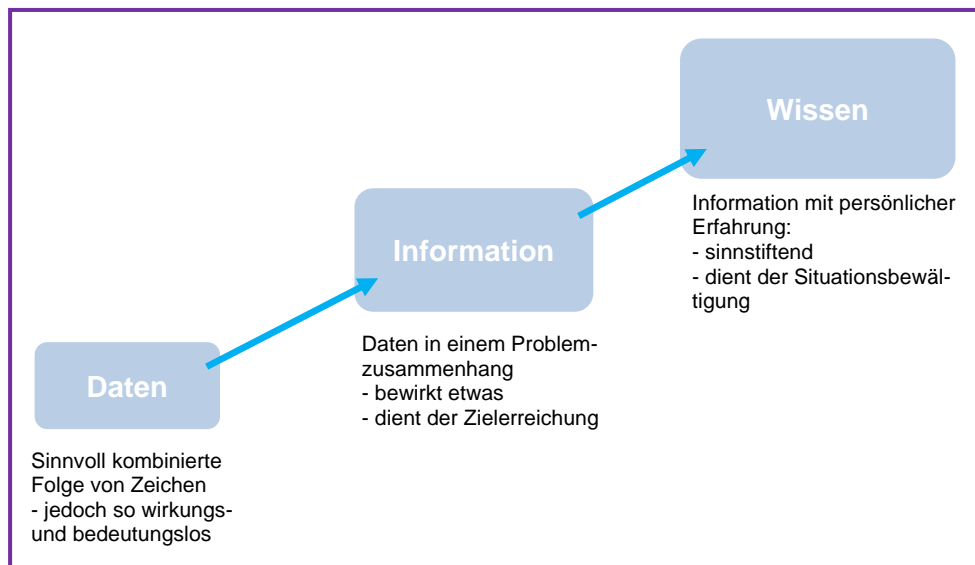 Wissen
Information mit persönlicher
Erfahrung:
- sinnstiftend
- dient der Situationsbewäl-
tigung
Information
Daten in einem Problem-
zusammenhang
- bewirkt etwas
- dient der Zielerreichung
Daten
Sinnvoll kombinierte
Folge von Zeichen
- jedoch so wirkungs-
und bedeutungslos